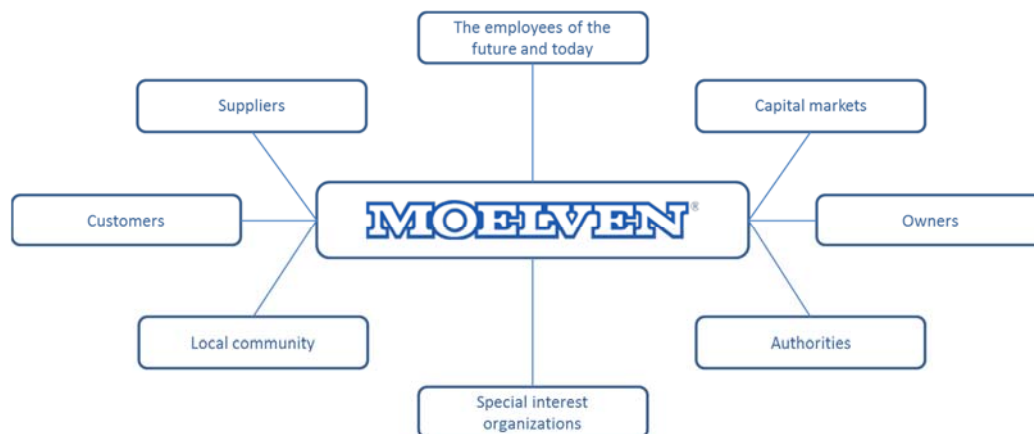 The employees of the
future and today
Suppliers
Capital markets
MOELVEN®
Customers
Owners
Local community
Authorities
Special interest
organizations